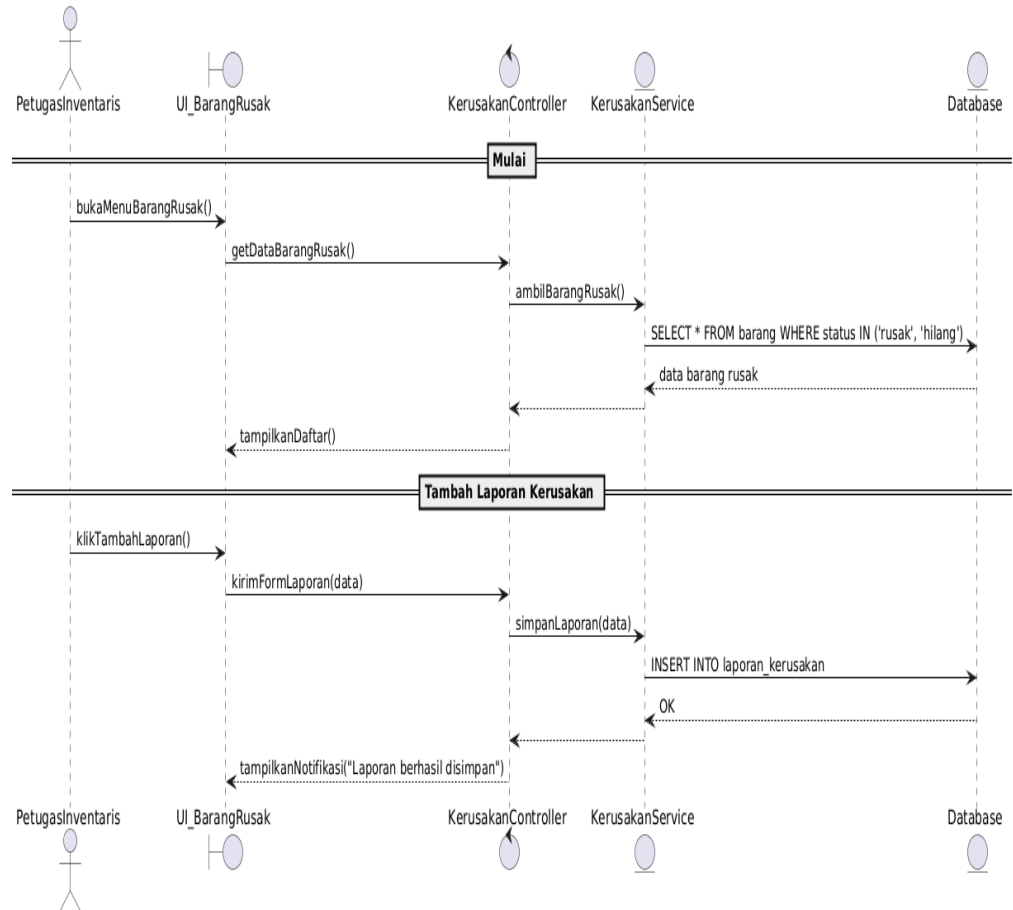 PetugasInventaris
UI_BarangRusak
KerusakanController
KerusakanService
Database
Mulai
bukaMenuBarangRusak()
getDataBarangRusak()
ambilBarangRusak()
SELECT * FROM barang WHERE status IN ('rusak', 'hilang')
data barang rusak
tampilkanDaftar()
Tambah Laporan Kerusakan
klikTambahLaporan()
kirimFormLaporan(data)
simpanLaporan(data)
INSERT INTO laporan_kerusakan
OK
tampilkanNotifikasi("Laporan berhasil disimpan")
PetugasInventaris
UI_BarangRusak
KerusakanController
KerusakanService
Database